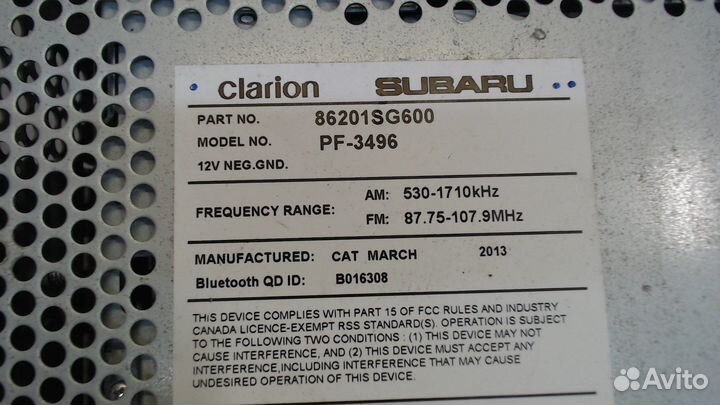 clarion SUBARU
PART NO. 86201SG600
MODEL NO. PF-3496
12V NEG.GND.
FREQUENCY RANGE: AM: 530-1710kHz
FM: 87.75-107.9MHz
MANUFACTURED: CAT MARCH 2013
Bluetooth QD ID: B016308
THIS DEVICE COMPLIES WITH PART 15 OF FCC RULES AND INDUSTRY
CANADA LICENCE-EXEMPT RSS STANDARD(S). OPERATION IS SUBJECT
TO THE FOLLOWING TWO CONDITIONS : (1) THIS DEVICE MAY NOT
CAUSE INTERFERENCE, AND (2) THIS DEVICE MUST ACCEPT ANY
INTERFERENCE,INCLUDING INTERFERENCE THAT MAY CAUSE
UNDESIRED OPERATION OF THIS DEVICE.
Avito